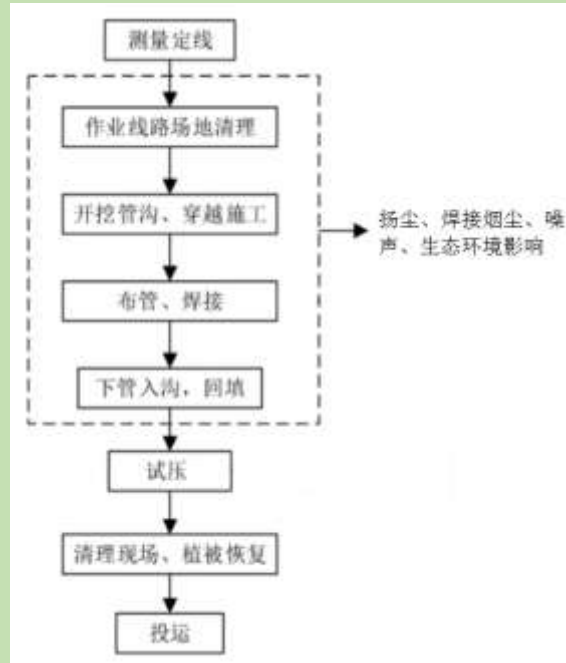 测量定线
作业线路场地清理
开挖管沟、穿越施工
扬尘、焊接烟尘、噪
声、生态环境影响
布管、焊接
下管入沟，回填
试压
清理现场、植被恢复
投运